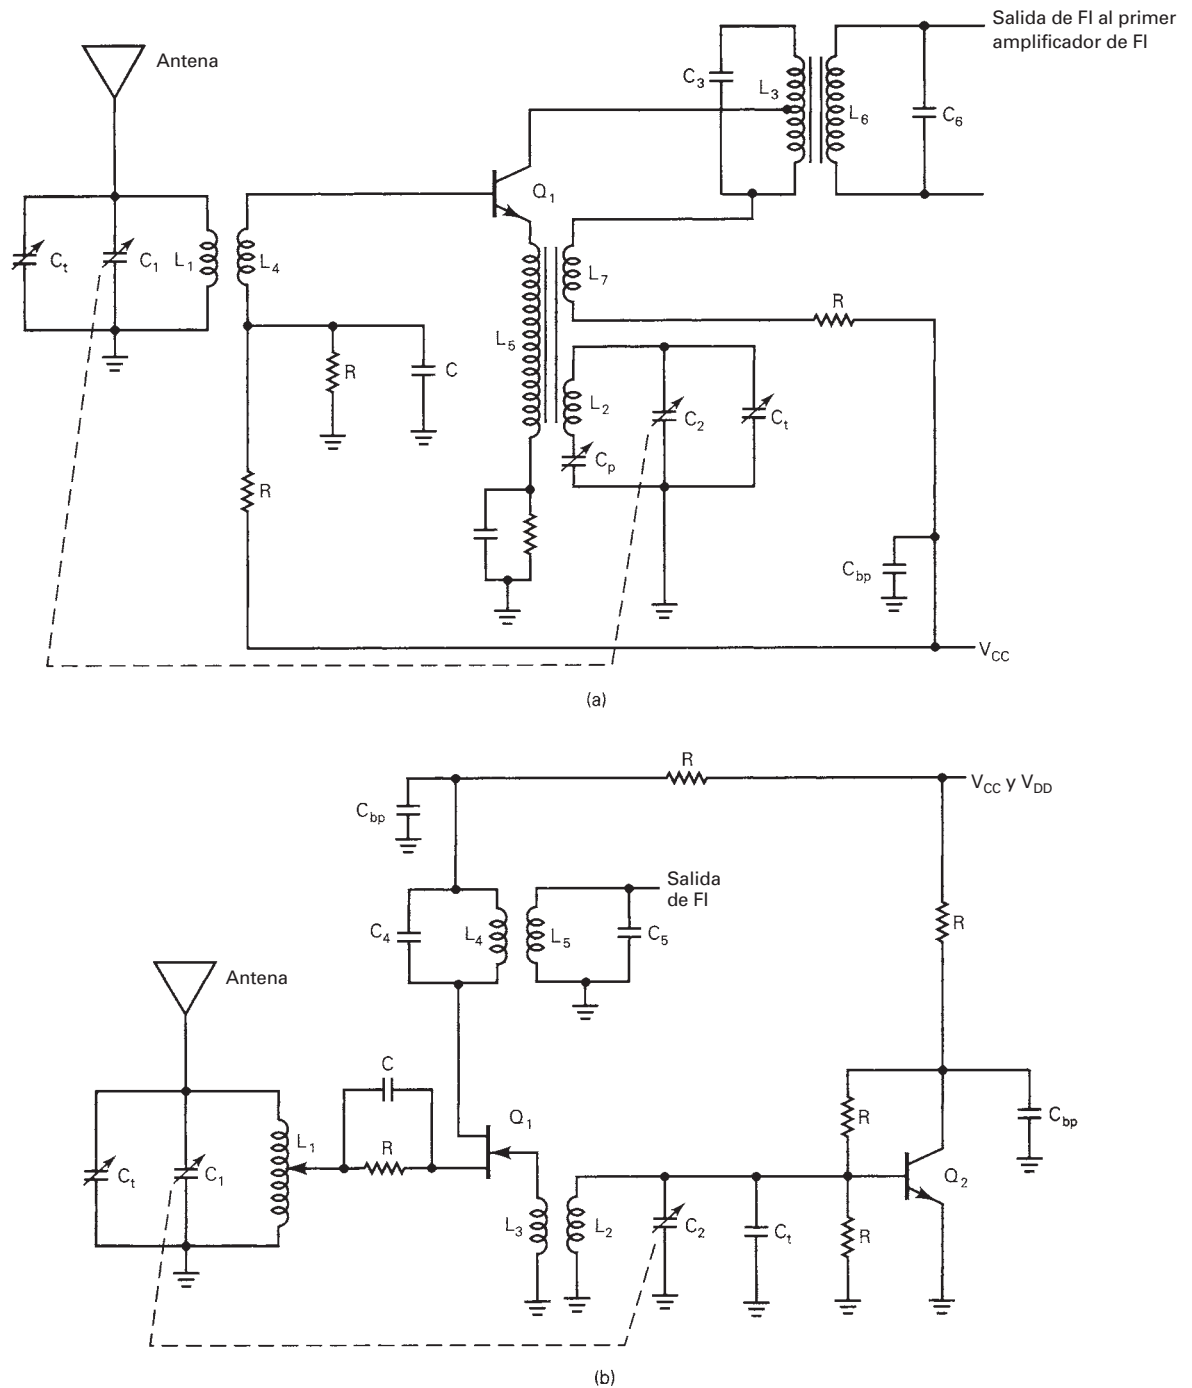 Salida de FI al primer
amplificador de FI
Antena
C3
L3
L6
C6
Q1
Ct
C1
L1
L4
L7
R
L5
R
C
L2
C2
Ct
Cp
R
Cbp
VCC
(a)
R
VCC y VDD
Cbp
Salida
de FI
C4
L4
L5
C5
R
Antena
C
Q1
L1
R
R
Cbp
Ct
C1
Q2
L3
L2
C2
Ct
R
(b)